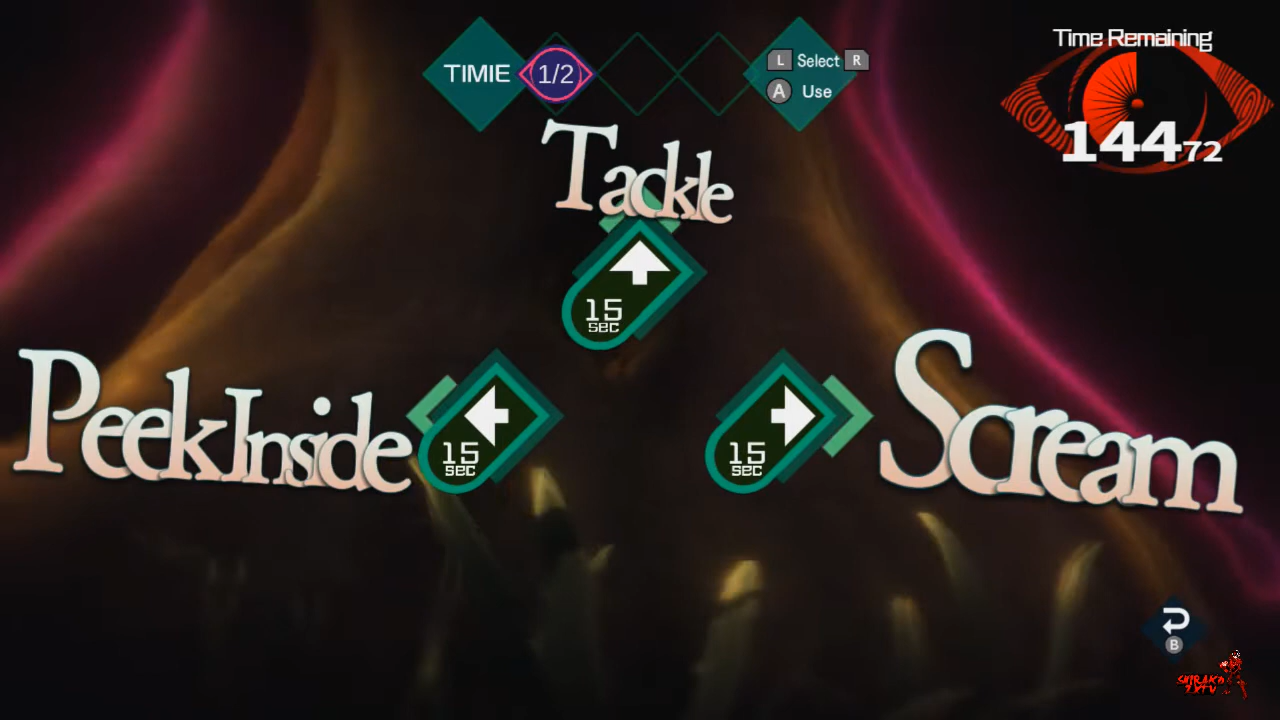 Time Remaining
TIMIE
1/2
L Select R
A Use
144 72
Tackle
15
SEC
Peek Inside
15
SEC
15
SEC
Scream
B